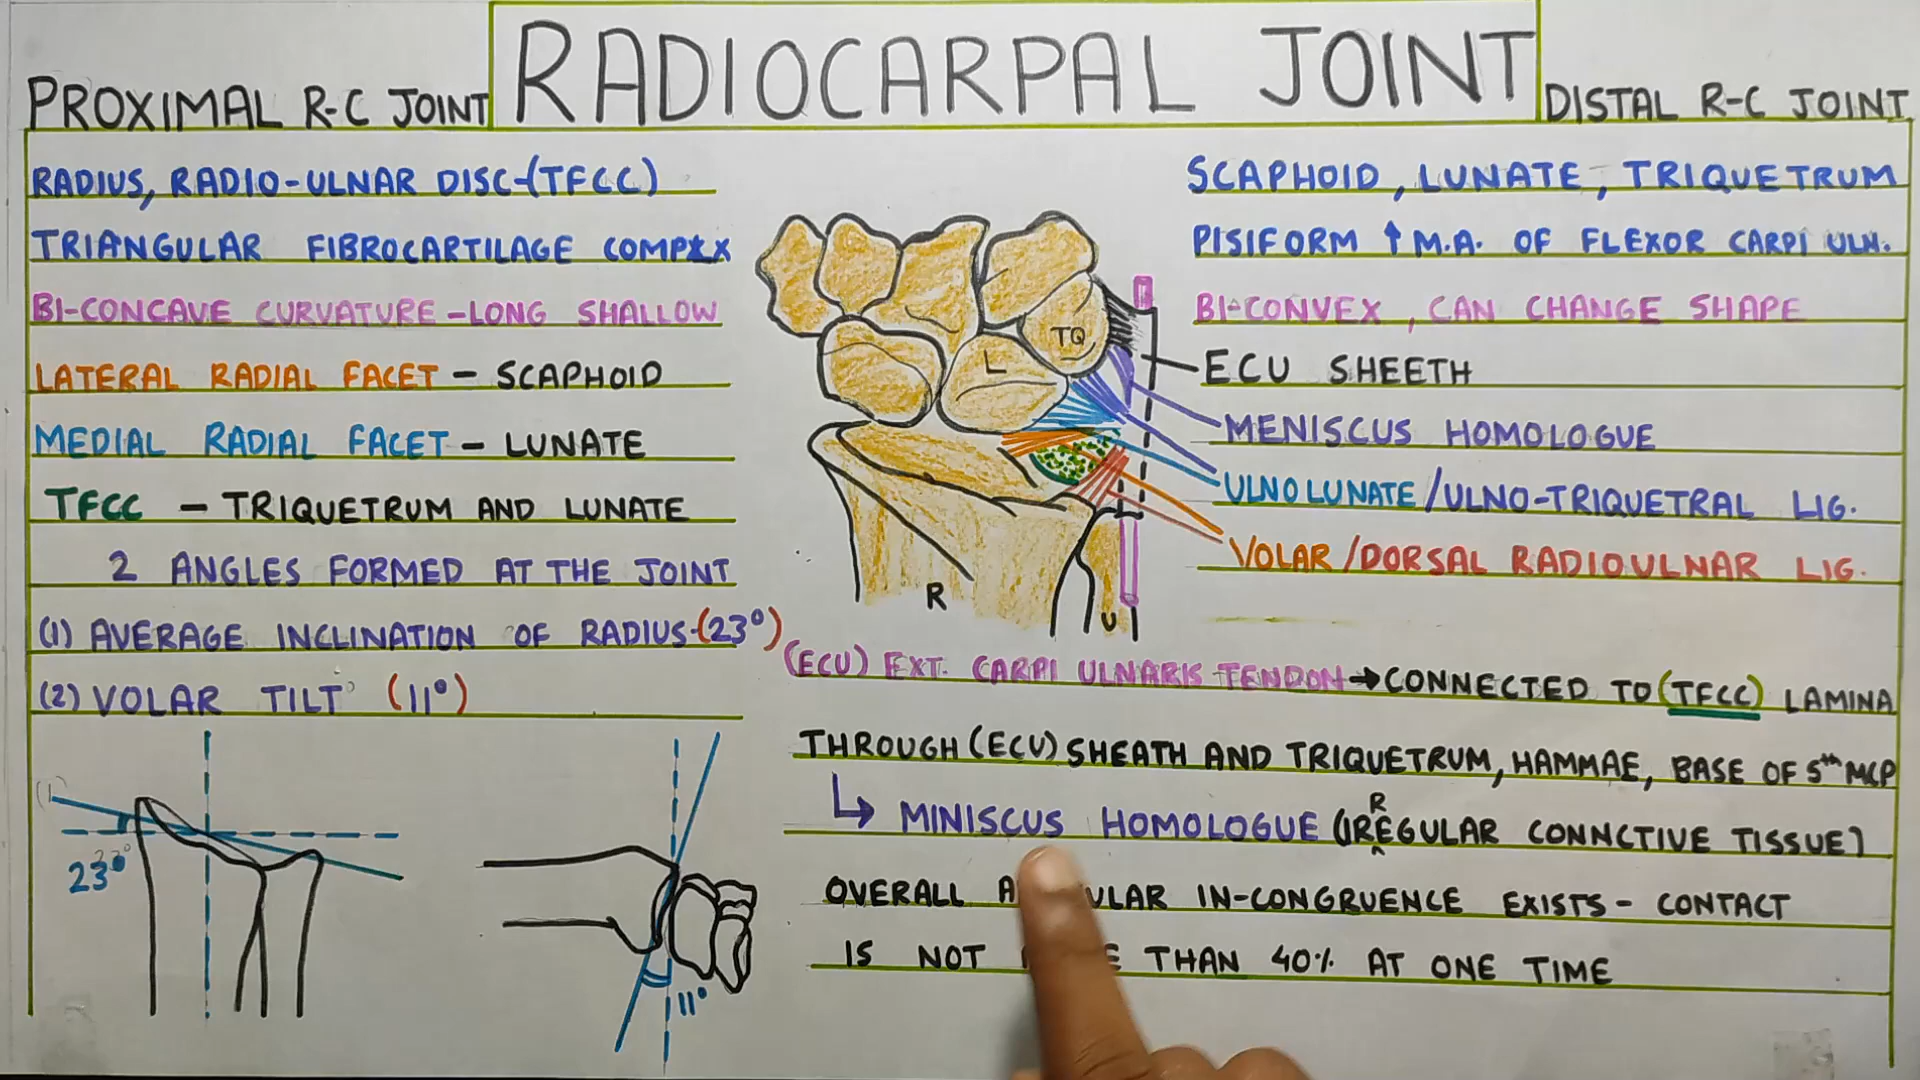 RADIOCARPAL JOINT
PROXIMAL R-C JOINT
RADIUS, RADIO-ULNAR DISC-(TFCC)
TRIANGULAR FIBROCARTILAGE
BI-CONCAVE CURVATURE - LONG SHALLOW
LATERAL RADIAL FACET - SCAPHOID
MEDIAL RADIAL FACET - LUNATE
TFCC - TRIQUETRUM AND LUNATE
2 ANGLES FORMED AT THE JOINT
(1) AVERAGE INCLINATION OF RADIUS-(23°)
(2) VOLAR TILT (11°)
23°
11°
TQ
L
R
U
DISTAL R-C JOINT
SCAPHOID, LUNATE, TRIQUETRUM
PISIFORM ↑ M.A. OF FLEXOR CARPI ULN.
BI-CONVEX, CAN CHANGE SHAPE
ECU SHEETH
MENISCUS HOMOLOGUE
ULNOLUNATE/ULNO-TRIQUETRAL LIG.
VOLAR/DORSAL RADIOULNAR LIG.
(ECU) EXT. CARPI ULNARIS TENDON → CONNECTED TO (TFCC) LAMINA
THROUGH (ECU) SHEATH AND TRIQUETRUM, HAMMAE, BASE OF 5th MCP
↳ MINISCUS HOMOLOGUE (IRREGULAR CONNCTIVE TISSUE)
OVERALL IN-CONGRUENCE EXISTS - CONTACT
IS NOT THAN 40% AT ONE TIME